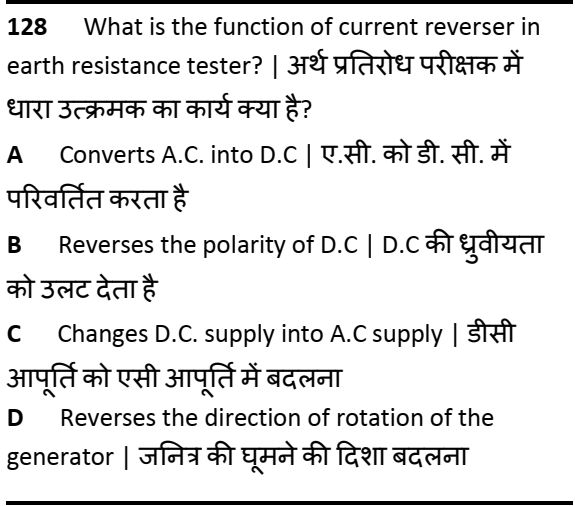 128 What is the function of current reverser in
earth resistance tester? | अर्थ प्रतिरोध परीक्षक में
धारा उत्क्रमक का कार्य क्या है?
A Converts A.C. into D.C | ए.सी. को डी. सी. में
परिवर्तित करता है
B Reverses the polarity of D.C | D.C की ध्रुवीयता
को उलट देता है
C Changes D.C. supply into A.C supply | डीसी
आपूर्ति को एसी आपूर्ति में बदलना
D Reverses the direction of rotation of the
generator | जनित्र की घूमने की दिशा बदलना